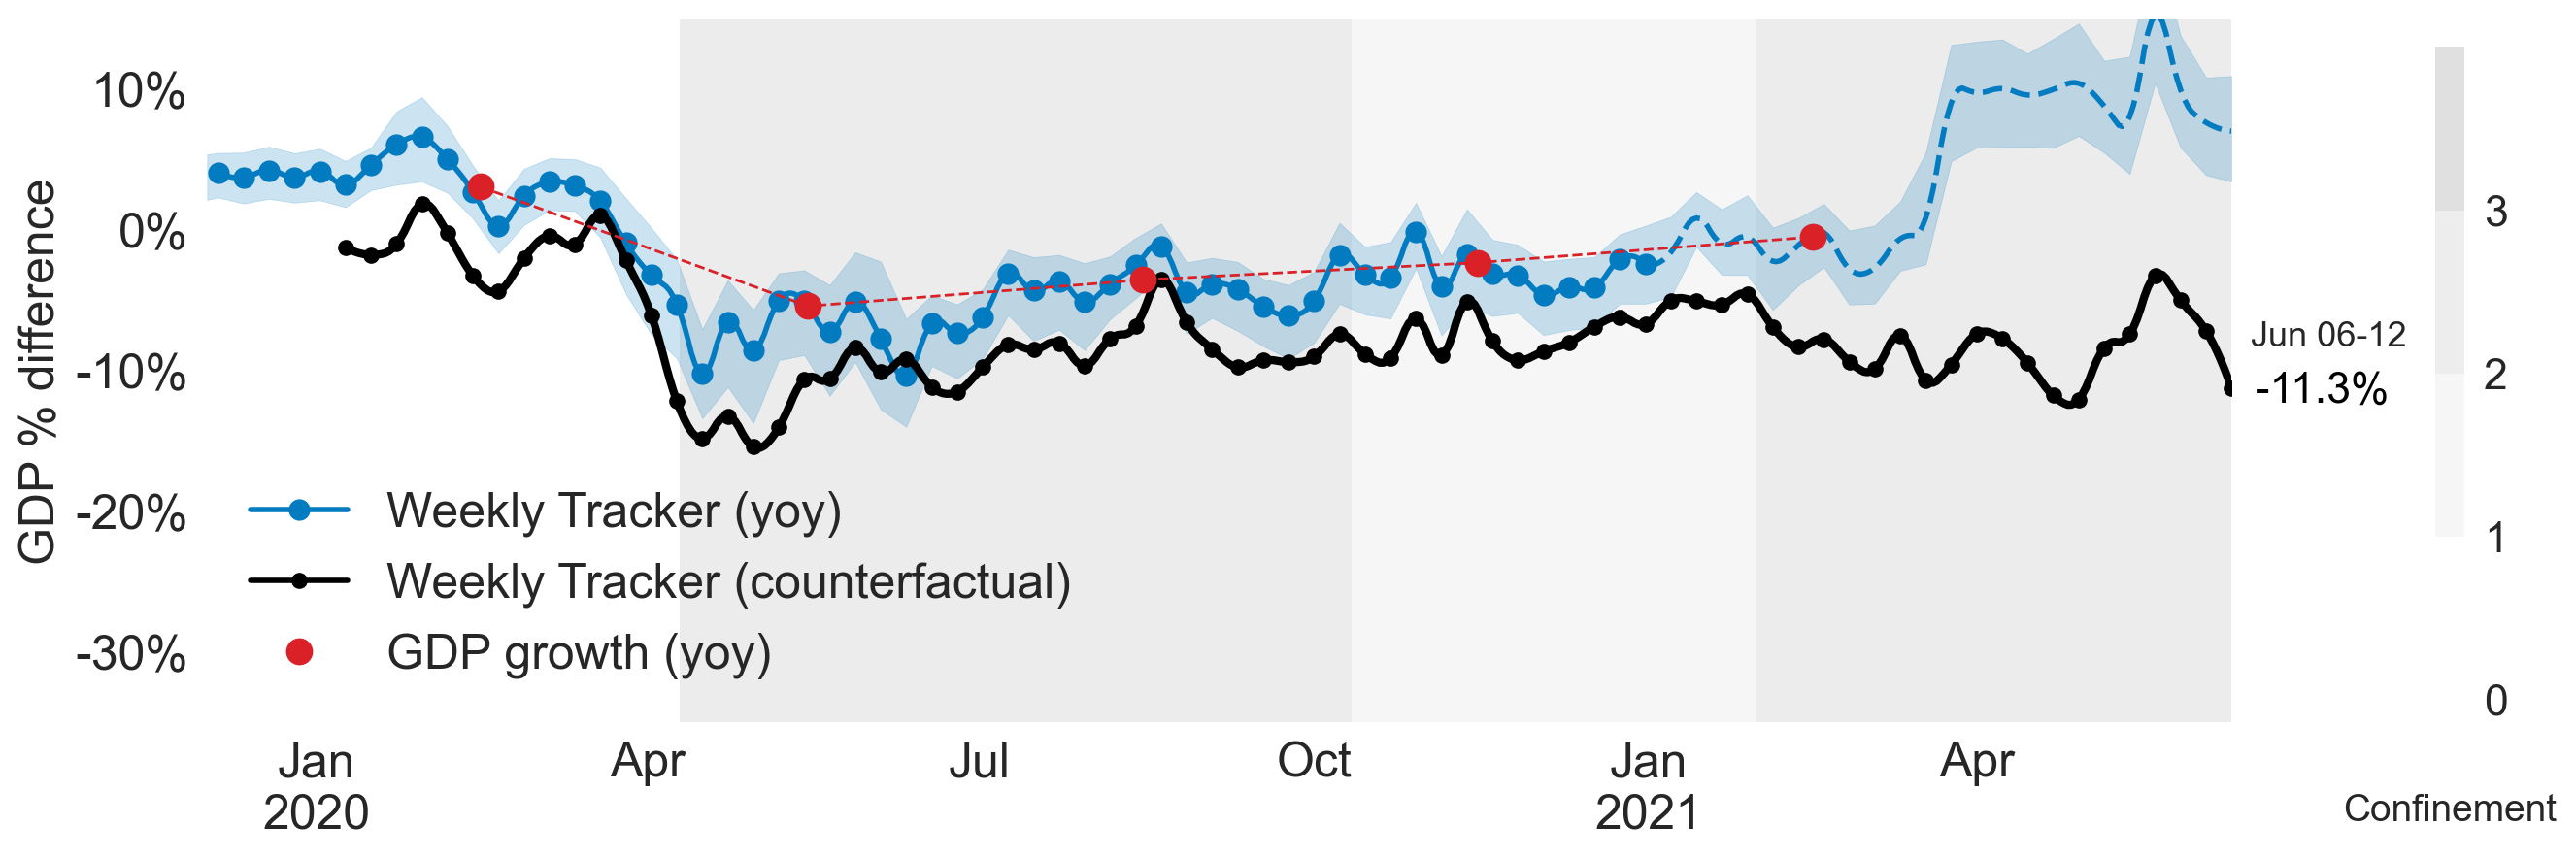 GDP % difference
10%
0%
-10%
-20%
-30%
Weekly Tracker (yoy)
Weekly Tracker (counterfactual)
GDP growth (yoy)
Jan
2020
Apr
Jul
Oct
Jan
2021
Apr
Jun 06-12
-11.3%
3
2
1
0
Confinement